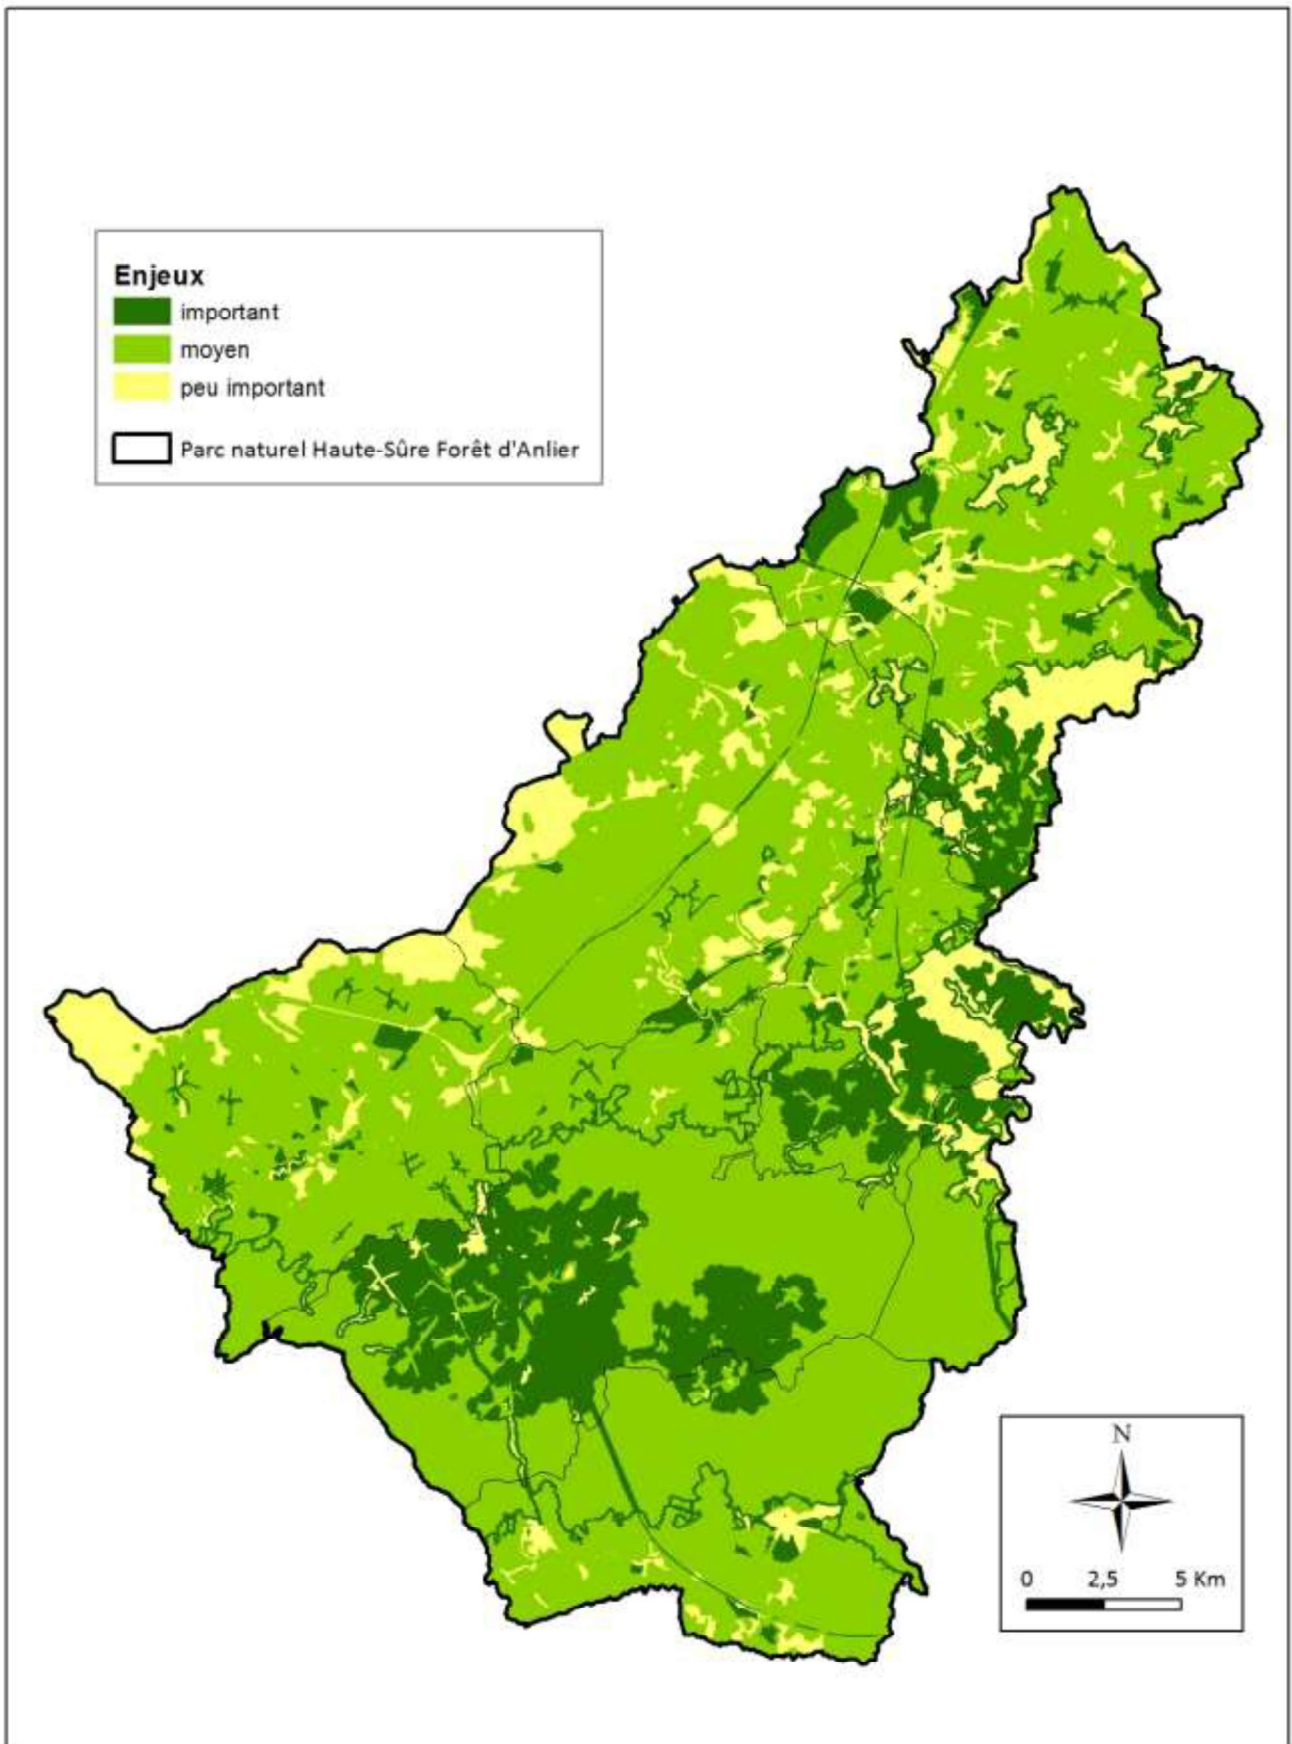 Enjeux
important
moyen
peu important
Parc naturel Haute-Sûre Forêt d'Anlier
N
0 2,5 5 Km